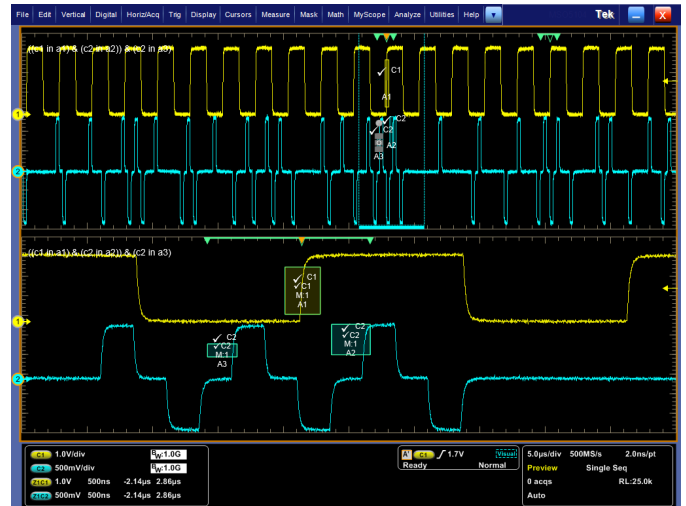 File Edit Vertical Digital Horiz/Acq Trig Display Cursors Measure Mask Math MyScope Analyze Utilities Help Tek X
((c1 in a1) & (c2 in a2)) & (c2 in a3)
C1
A1
C2
C2
A2
A3
1
2
((c1 in a1) & (c2 in a2)) & (c2 in a3)
C1
C1
M:1
A1
C2
C2
M:1
A3
C2
C2
M:1
A2
1
2
C1 1.0V/div BW:1.0G
C2 500mV/div BW:1.0G
Z1C1 1.0V 500ns -2.14µs 2.86µs
Z1C2 500mV 500ns -2.14µs 2.86µs
A' C1 1.7V Visual
Ready Normal
5.0µs/div 500MS/s 2.0ns/pt
Preview Single Seq
0 acqs RL:25.0k
Auto